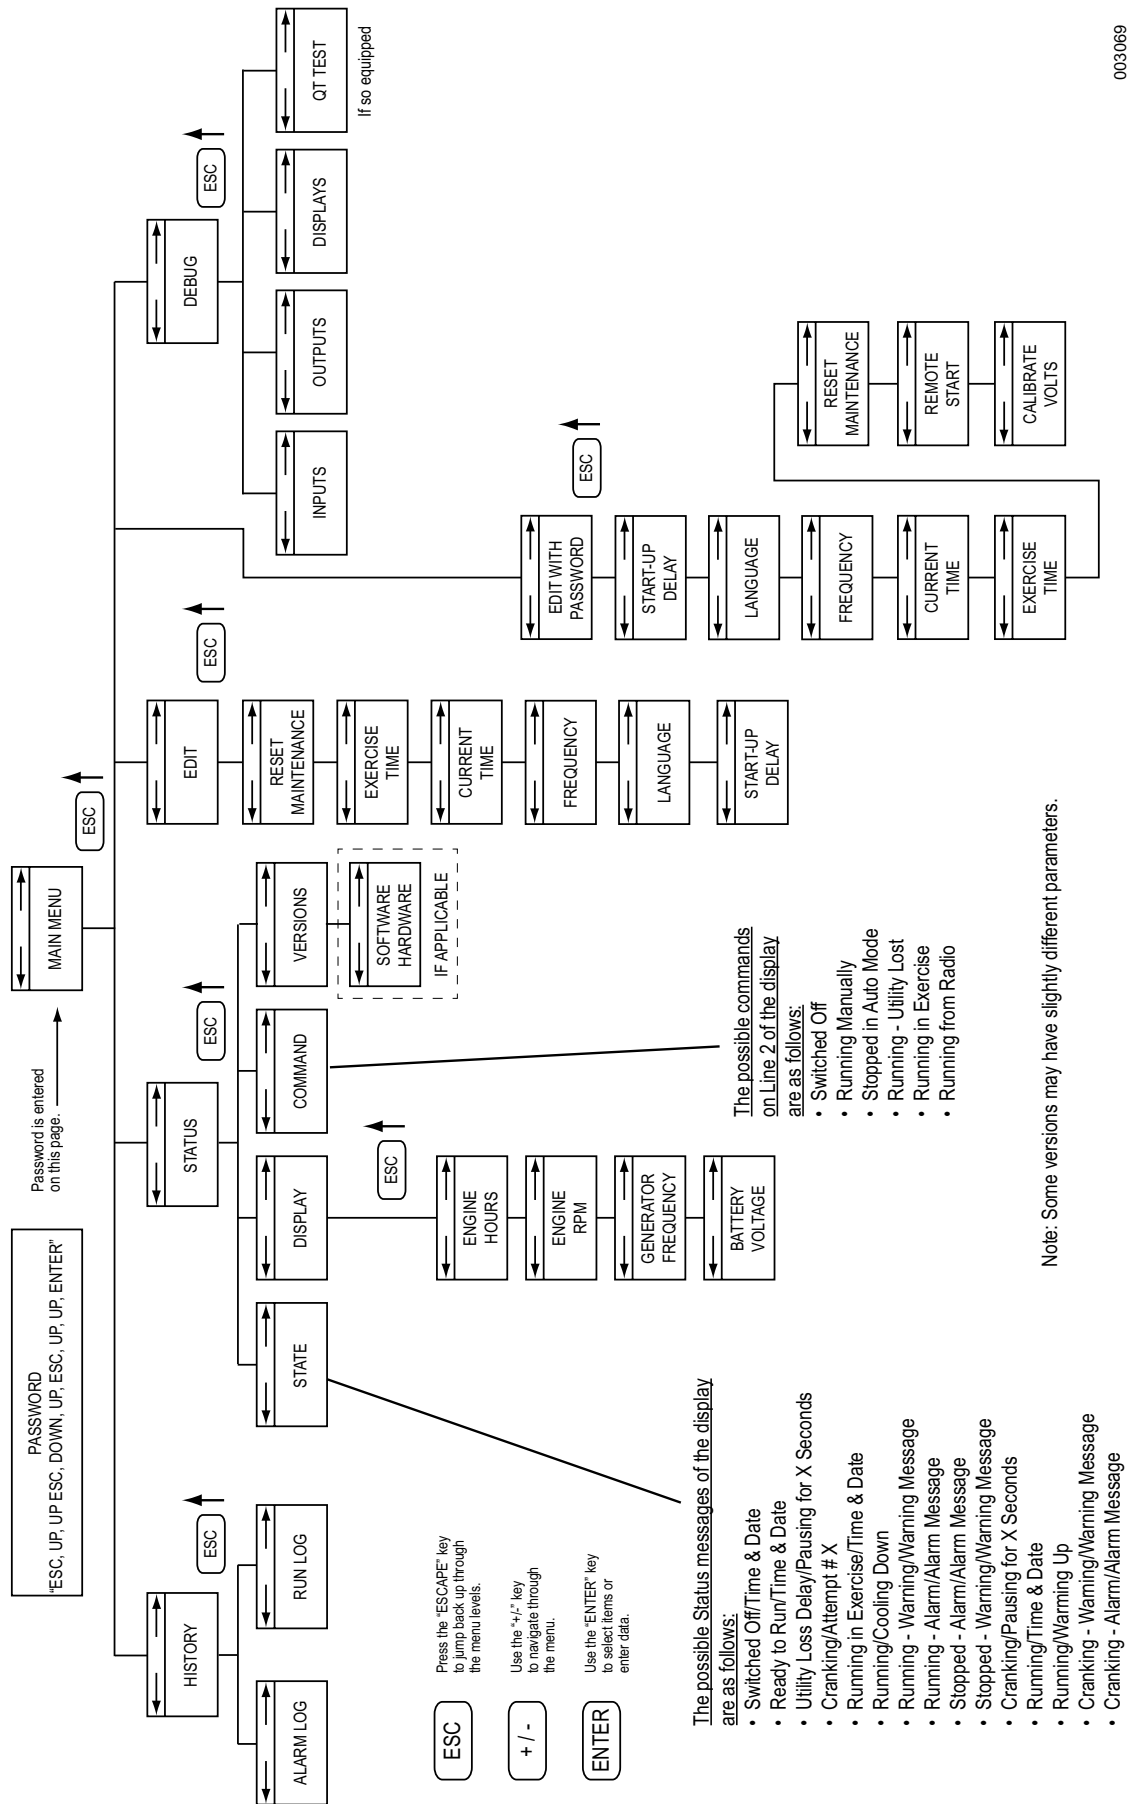 PASSWORD
"ESC, UP, UP ESC, DOWN, UP, ESC, UP, UP, ENTER"
Password is entered
on this page.
MAIN MENU
ESC
HISTORY
ESC
ALARM LOG
RUN LOG
STATUS
ESC
STATE
DISPLAY
COMMAND
VERSIONS
SOFTWARE
HARDWARE
IF APPLICABLE
ESC
ENGINE
HOURS
ENGINE
RPM
GENERATOR
FREQUENCY
BATTERY
VOLTAGE
EDIT
ESC
RESET
MAINTENANCE
EXERCISE
TIME
CURRENT
TIME
FREQUENCY
LANGUAGE
START-UP
DELAY
EDIT WITH
PASSWORD
ESC
START-UP
DELAY
LANGUAGE
FREQUENCY
CURRENT
TIME
EXERCISE
TIME
RESET
MAINTENANCE
REMOTE
START
CALIBRATE
VOLTS
DEBUG
ESC
INPUTS
OUTPUTS
DISPLAYS
QT TEST
If so equipped
ESC
Press the "ESCAPE" key
to jump back up through
the menu levels.
+ / -
Use the "+/-" key
to navigate through
the menu.
ENTER
Use the "ENTER" key
to select items or
enter data.
The possible Status messages of the display
are as follows:
• Switched Off/Time & Date
• Ready to Run/Time & Date
• Utility Loss Delay/Pausing for X Seconds
• Cranking/Attempt # X
• Running in Exercise/Time & Date
• Running/Cooling Down
• Running - Warning/Warning Message
• Running - Alarm/Alarm Message
• Stopped - Alarm/Alarm Message
• Stopped - Warning/Warning Message
• Cranking/Pausing for X Seconds
• Running/Time & Date
• Running/Warming Up
• Cranking - Warning/Warning Message
• Cranking - Alarm/Alarm Message
The possible commands
on Line 2 of the display
are as follows:
• Switched Off
• Running Manually
• Stopped in Auto Mode
• Running - Utility Lost
• Running in Exercise
• Running from Radio
Note: Some versions may have slightly different parameters.
003069